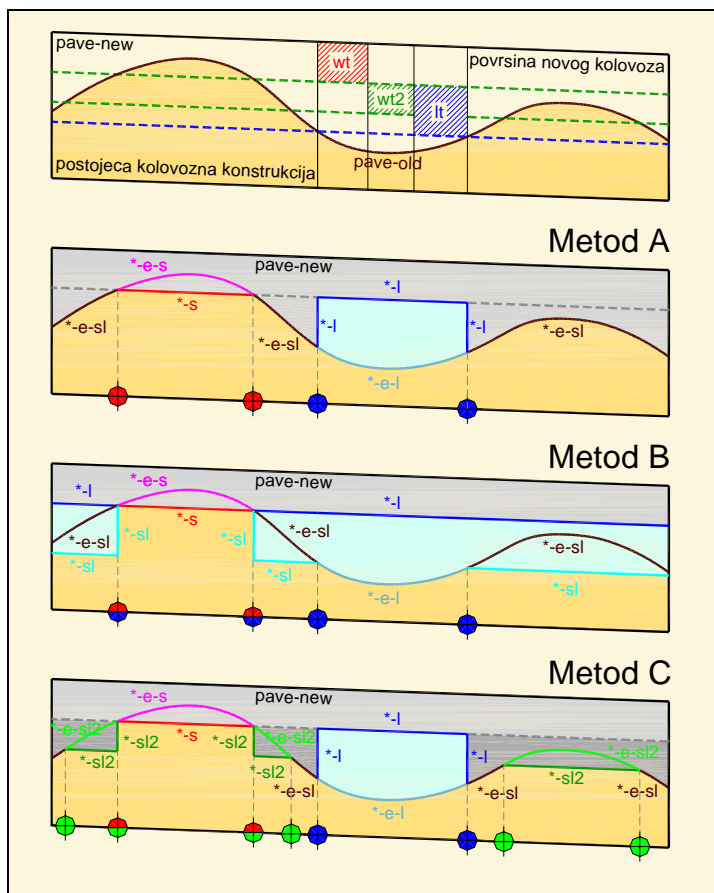 pave-new
wt
povrsina novog kolovoza
wt2
lt
pave-old
postojeca kolovozna konstrukcija
Metod A
*-e-s
pave-new
*-l
*-s
*-e-sl
*-e-sl
*-l
*-l
*-e-sl
*-e-l
Metod B
*-e-s
pave-new
*-l
*-l
*-s
*-e-sl
*-sl
*-sl
*-e-sl
*-e-sl
*-sl
*-sl
*-e-l
*-sl
Metod C
*-e-s
pave-new
*-e-sl2
*-s
*-e-sl2
*-l
*-sl2
*-sl2
*-sl2
*-sl2
*-l
*-l
*-e-sl2
*-sl2
*-e-sl
*-e-sl
*-e-sl
*-e-l